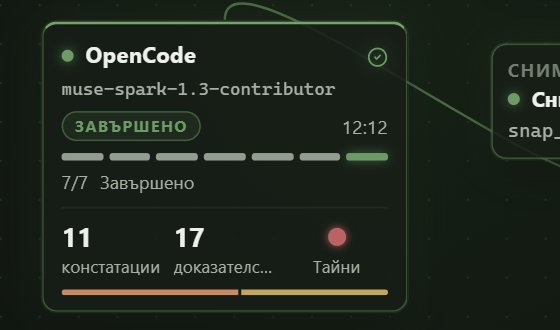 OpenCode
muse-spark-1.3-contributor
ЗАВЪРШЕНО
12:12
7/7 Завършено
11
17
констатации
доказателс...
Тайни
СНИМ
Сни
snap_